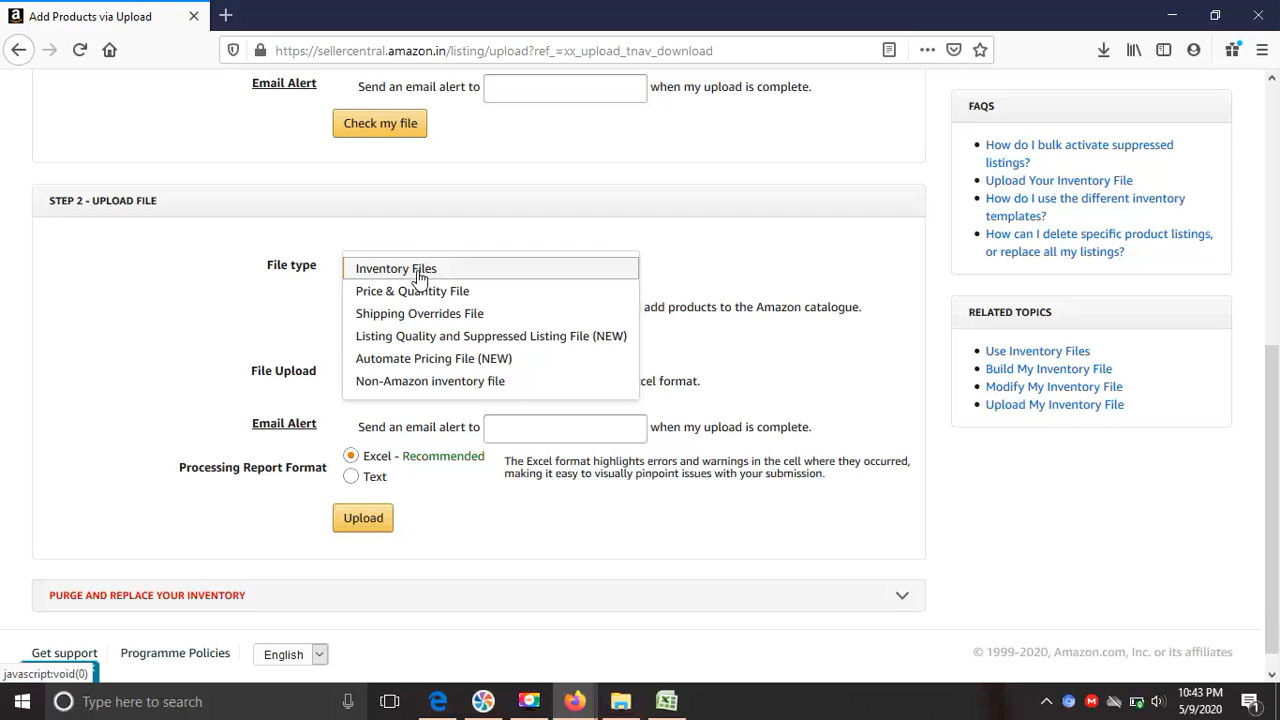 Add Products via Upload
https://sellercentral.amazon.in/listing/upload?ref_=xx_upload_tnav_download
Email Alert
Send an email alert to
when my upload is complete.
Check my file
STEP 2 - UPLOAD FILE
File type
Inventory Files
Price & Quantity File
Shipping Overrides File
Listing Quality and Suppressed Listing File (NEW)
Automate Pricing File (NEW)
Non-Amazon inventory file
add products to the Amazon catalogue.
File Upload
cel format.
Email Alert
Send an email alert to
when my upload is complete.
Processing Report Format
Excel - Recommended
Text
The Excel format highlights errors and warnings in the cell where they occurred,
making it easy to visually pinpoint issues with your submission.
Upload
PURGE AND REPLACE YOUR INVENTORY
FAQS
How do I bulk activate suppressed
listings?
Upload Your Inventory File
How do I use the different inventory
templates?
How can I delete specific product listings,
or replace all my listings?
RELATED TOPICS
Use Inventory Files
Build My Inventory File
Modify My Inventory File
Upload My Inventory File
Get support
Programme Policies
English
© 1999-2020, Amazon.com, Inc. or its affiliates
javascript:void(0)
Type here to search
10:43 PM
5/9/2020